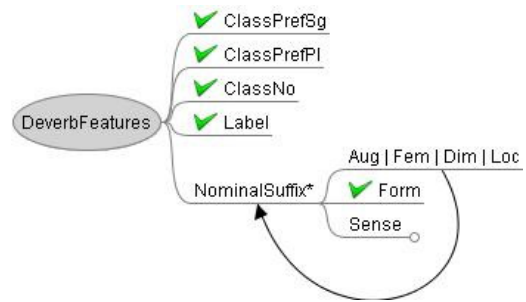 ClassPrefSg
ClassPrefPl
ClassNo
DeverbFeatures
Label
Aug | Fem | Dim | Loc
NominalSuffix*
Form
Sense